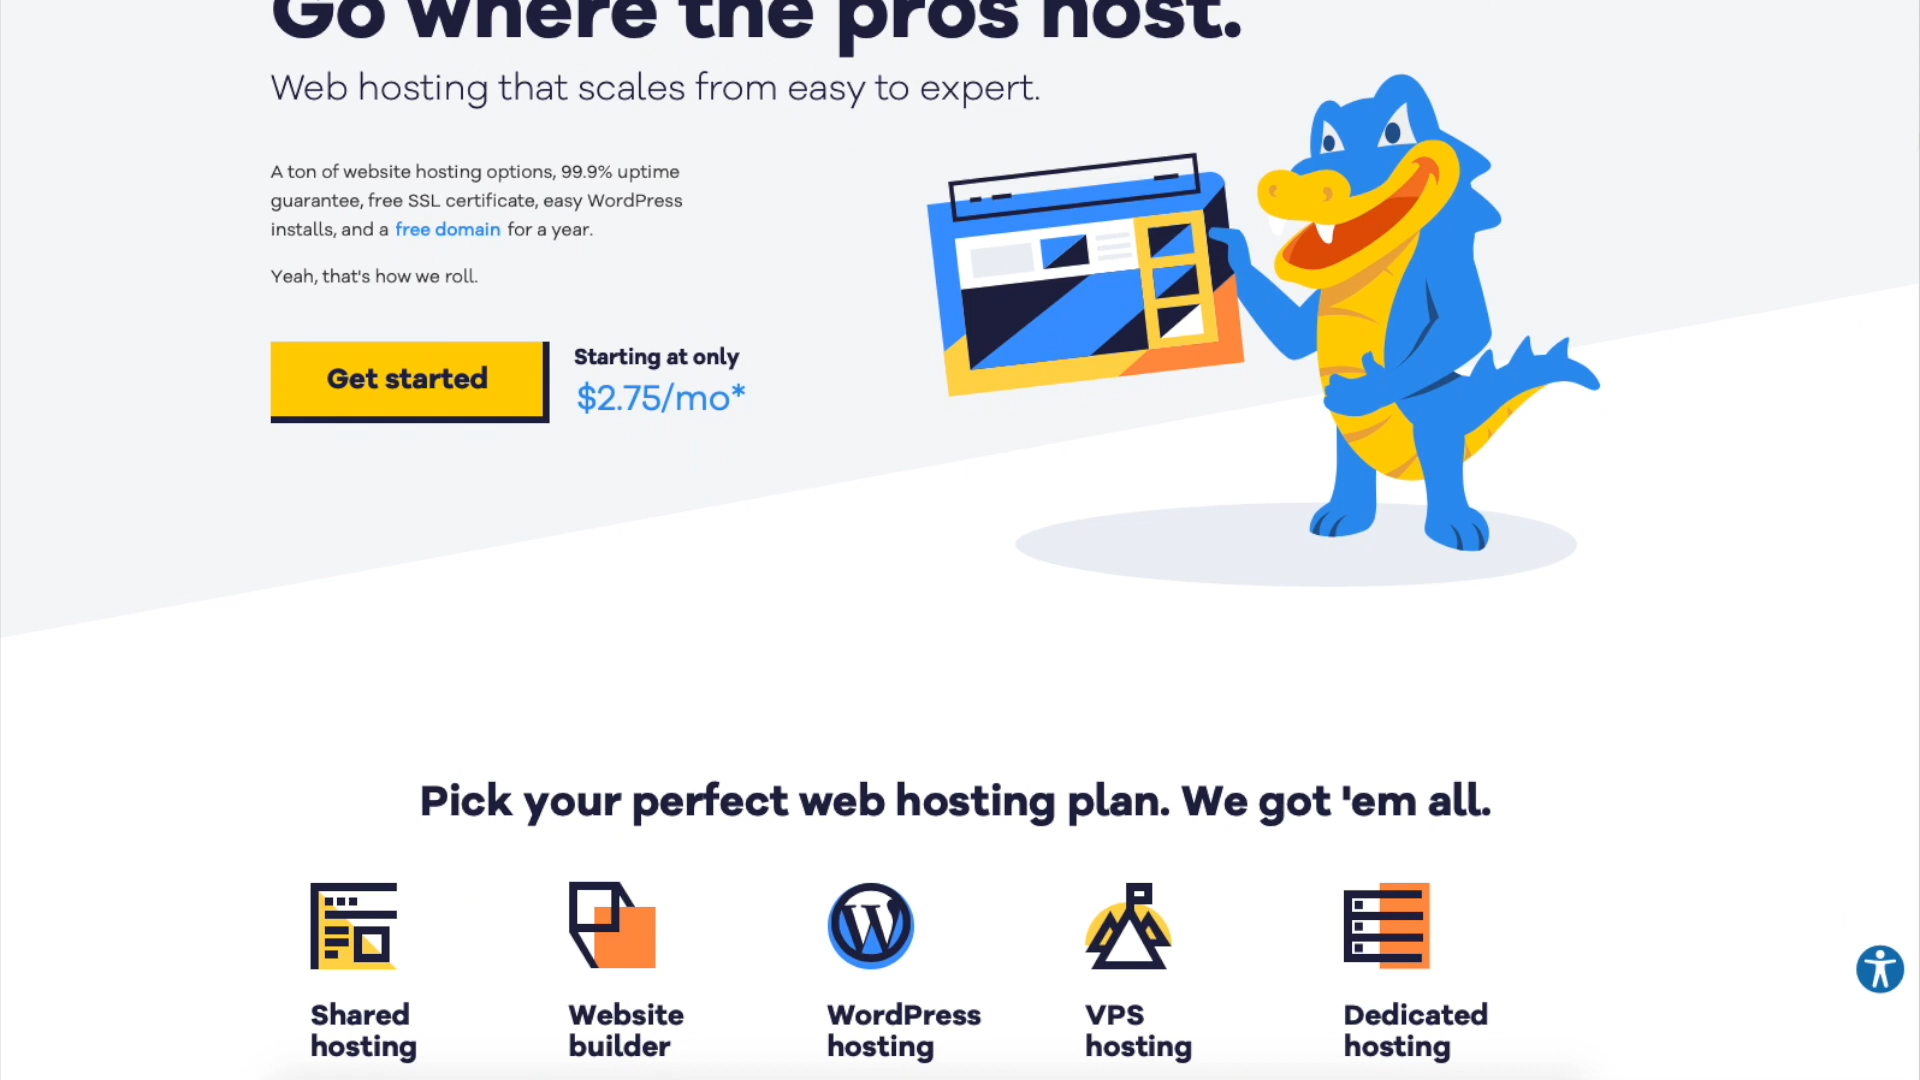 Go where the pros host.
Web hosting that scales from easy to expert.
A ton of website hosting options, 99.9% uptime
guarantee, free SSL certificate, easy WordPress
installs, and a free domain for a year.
Yeah, that's how we roll.
Get started
Starting at only
$2.75/mo*
Pick your perfect web hosting plan. We got 'em all.
Shared
hosting
Website
builder
WordPress
hosting
VPS
hosting
Dedicated
hosting